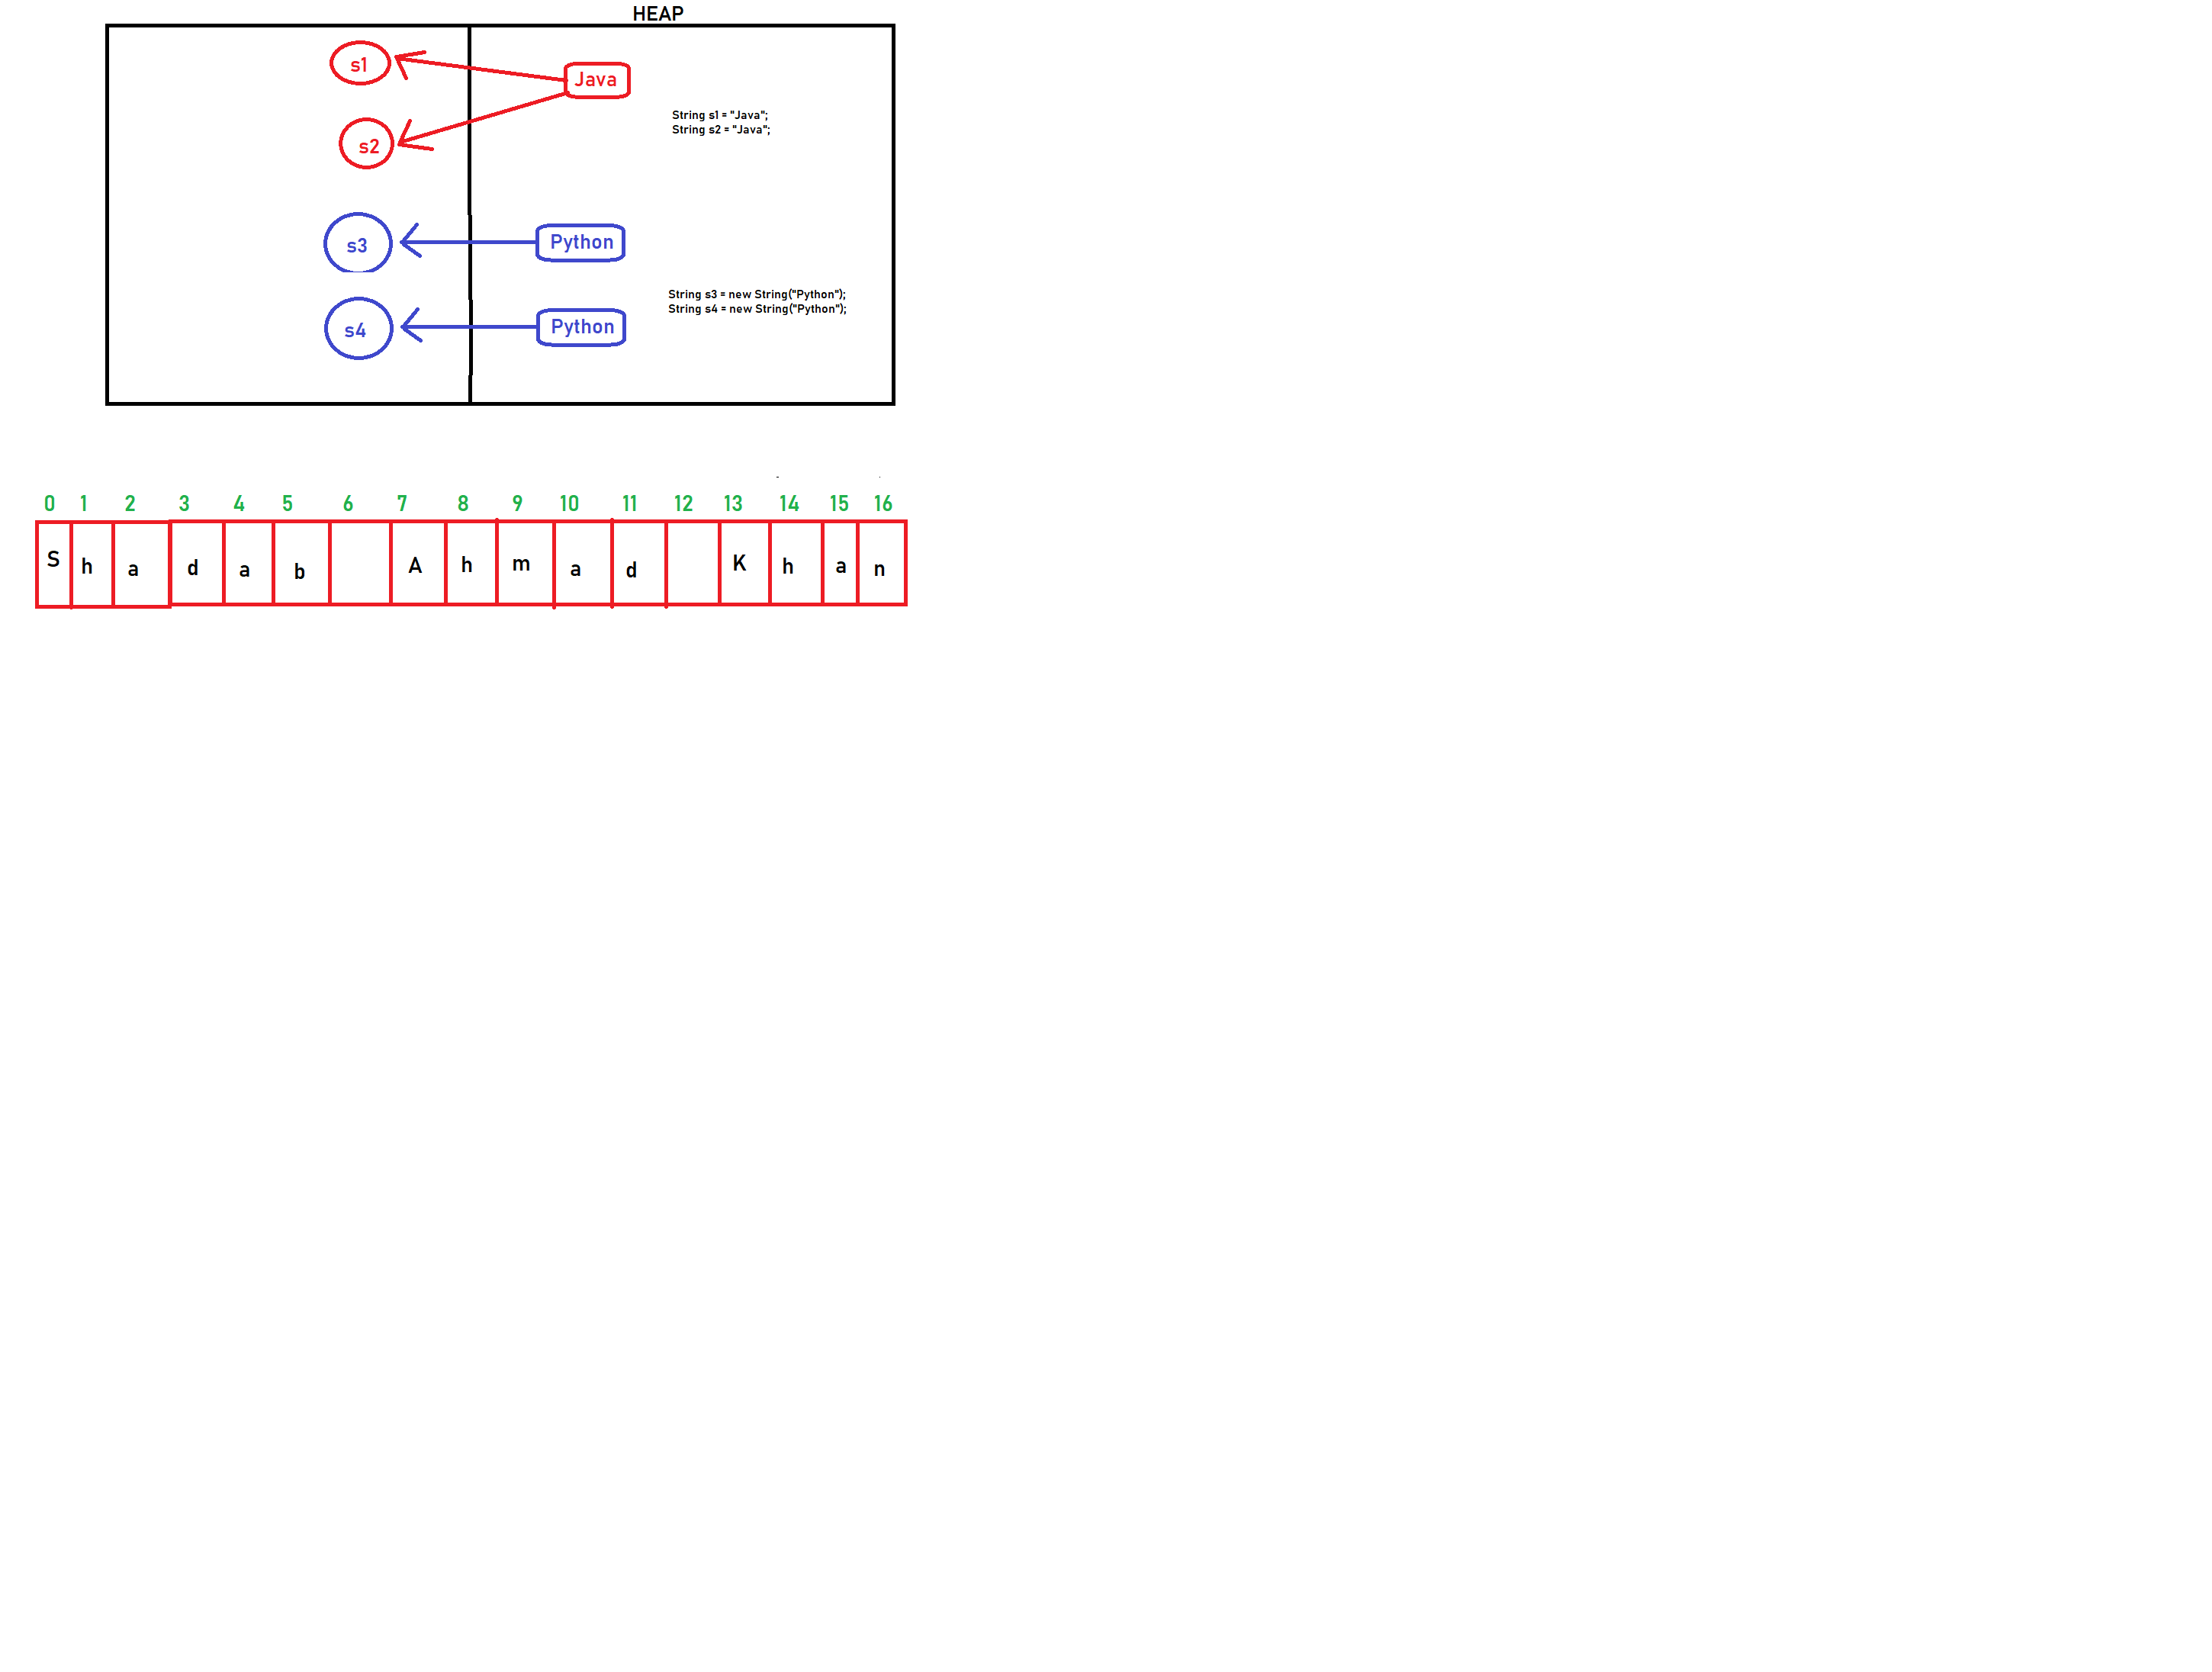 HEAP
s1
Java
String s1 = "Java";
String s2 = "Java";
s2
s3
Python
String s3 = new String("Python");
String s4 = new String("Python");
s4
Python
0 1 2 3 4 5 6 7 8 9 10 11 12 13 14 15 16
S h a d a b A h m a d K h a n